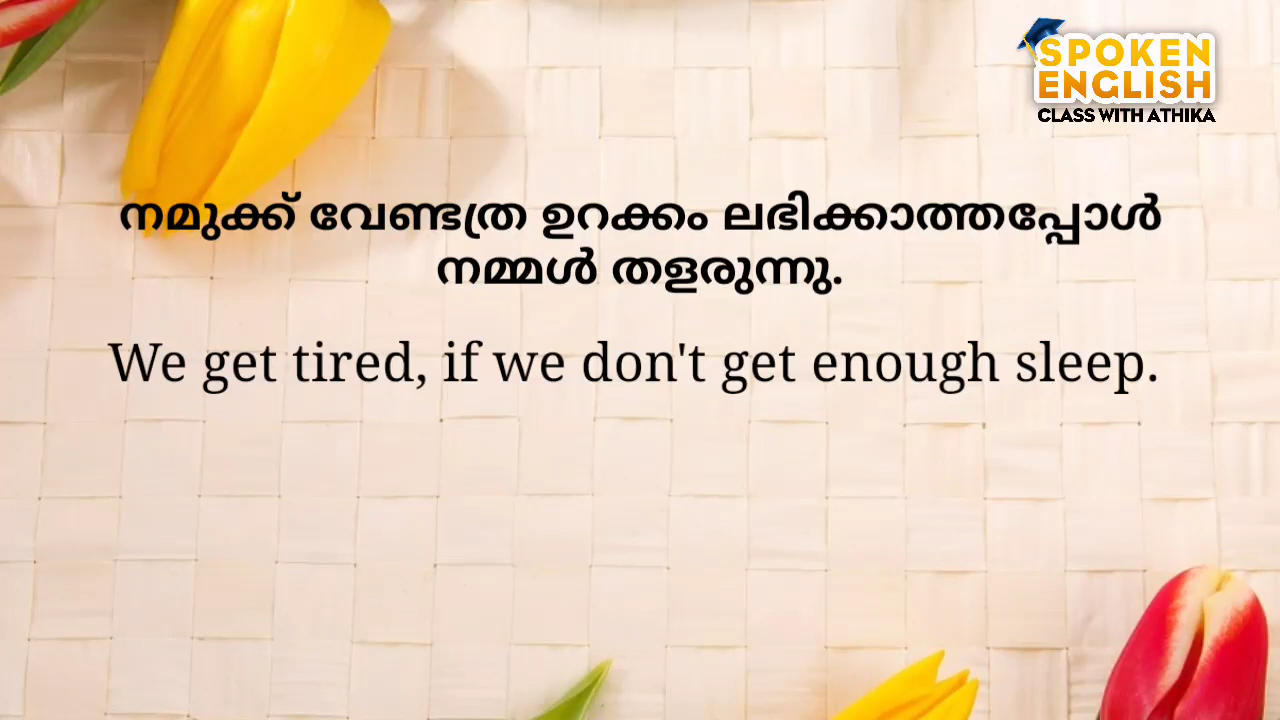 SPOKEN
ENGLISH
CLASS WITH ATHIKA
നമുക്ക് വേണ്ടത്ര ഉറക്കം ലഭിക്കാത്തപ്പോൾ
നമ്മൾ തളരുന്നു.
We get tired, if we don't get enough sleep.